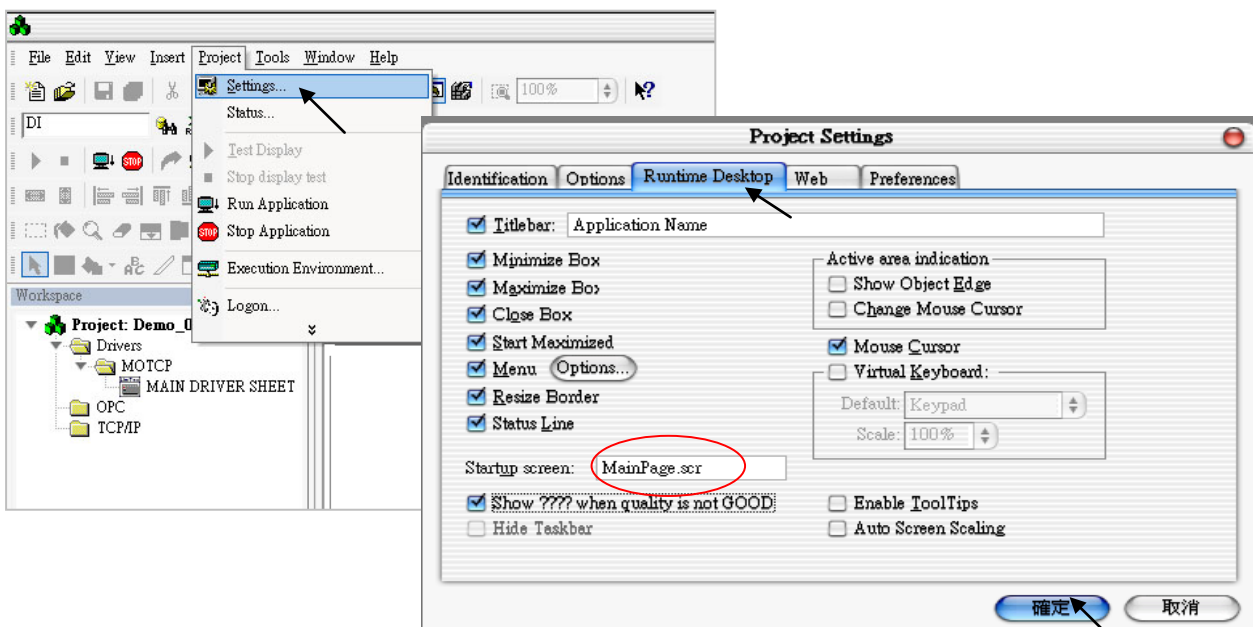 File Edit View Insert Project Tools Window Help
Settings...
100%
Status...
DI
Test Display
Stop display test
Run Application
Stop Application
Execution Environment...
Logon...
Workspace
Project: Demo_0
Drivers
MOTCP
MAIN DRIVER SHEET
OPC
TCP/IP
Project Settings
Identification Options Runtime Desktop Web Preferences
Titlebar: Application Name
Minimize Box
Maximize Box
Close Box
Start Maximized
Menu Options...
Resize Border
Status Line
Active area indication
Show Object Edge
Change Mouse Cursor
Mouse Cursor
Virtual Keyboard:
Default: Keypad
Scale: 100%
Startup screen: MainPage.scr
Show ???? when quality is not GOOD
Hide Taskbar
Enable ToolTips
Auto Screen Scaling
確定 取消